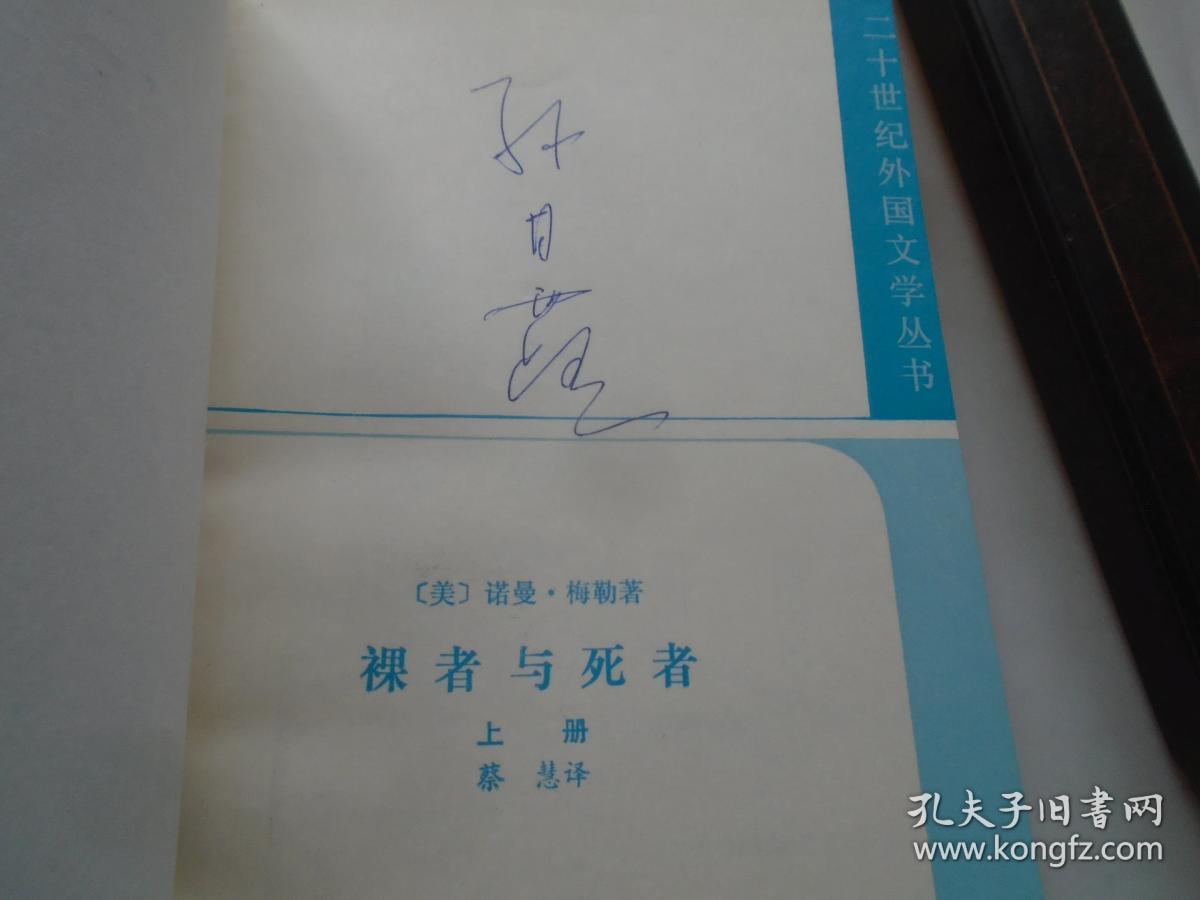 二十世纪外国文学丛书
〔美〕诺曼·梅勒著
裸者与死者
上 册
蔡 慧译
孔夫子旧书网
www.kongfz.com